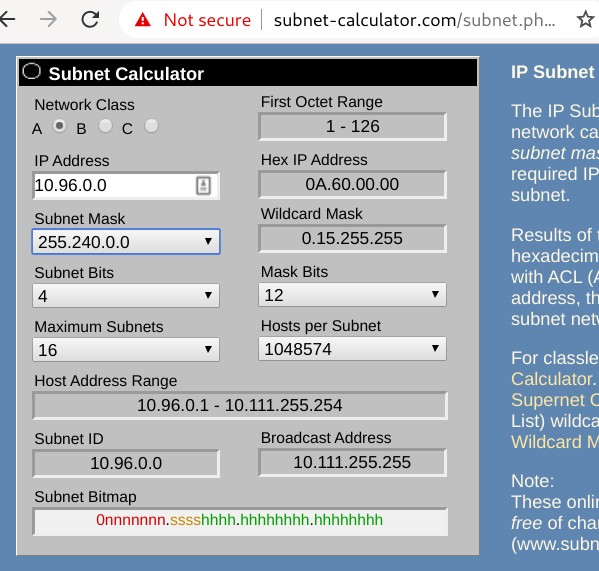 Not secure
subnet-calculator.com/subnet.ph...
Subnet Calculator
Network Class
A B C
First Octet Range
1 - 126
IP Address
10.96.0.0
Hex IP Address
0A.60.00.00
Subnet Mask
255.240.0.0
Wildcard Mask
0.15.255.255
Subnet Bits
4
Mask Bits
12
Maximum Subnets
16
Hosts per Subnet
1048574
Host Address Range
10.96.0.1 - 10.111.255.254
Subnet ID
10.96.0.0
Broadcast Address
10.111.255.255
Subnet Bitmap
0nnnnnnn.sssshhhh.hhhhhhhh.hhhhhhhh
IP Subnet
The IP Sub
network ca
subnet mas
required IP
subnet.
Results of
hexadecim
with ACL (A
address, th
subnet netw
For classle
Calculator.
Supernet C
List) wildca
Wildcard M
Note:
These onlin
free of char
(www.subn